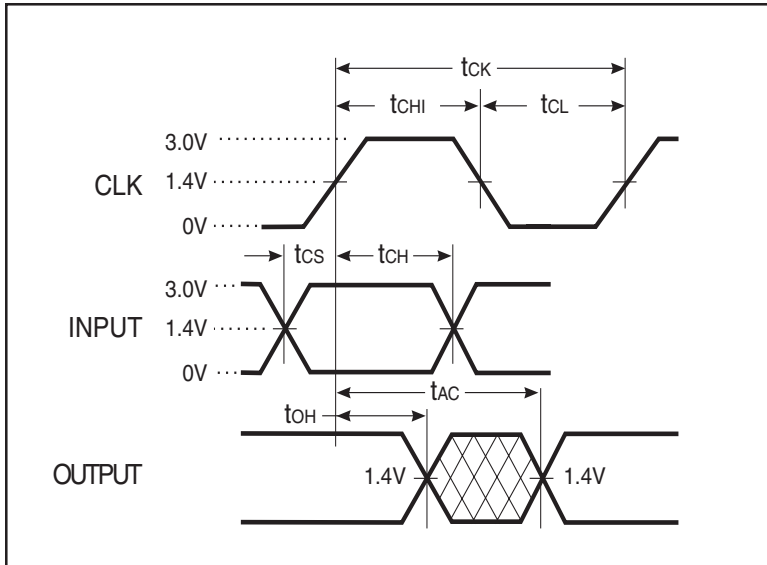 tCK
tCHI tCL
3.0V
CLK 1.4V
0V
tCS tCH
3.0V
INPUT 1.4V
0V
tAC
tOH
OUTPUT 1.4V 1.4V